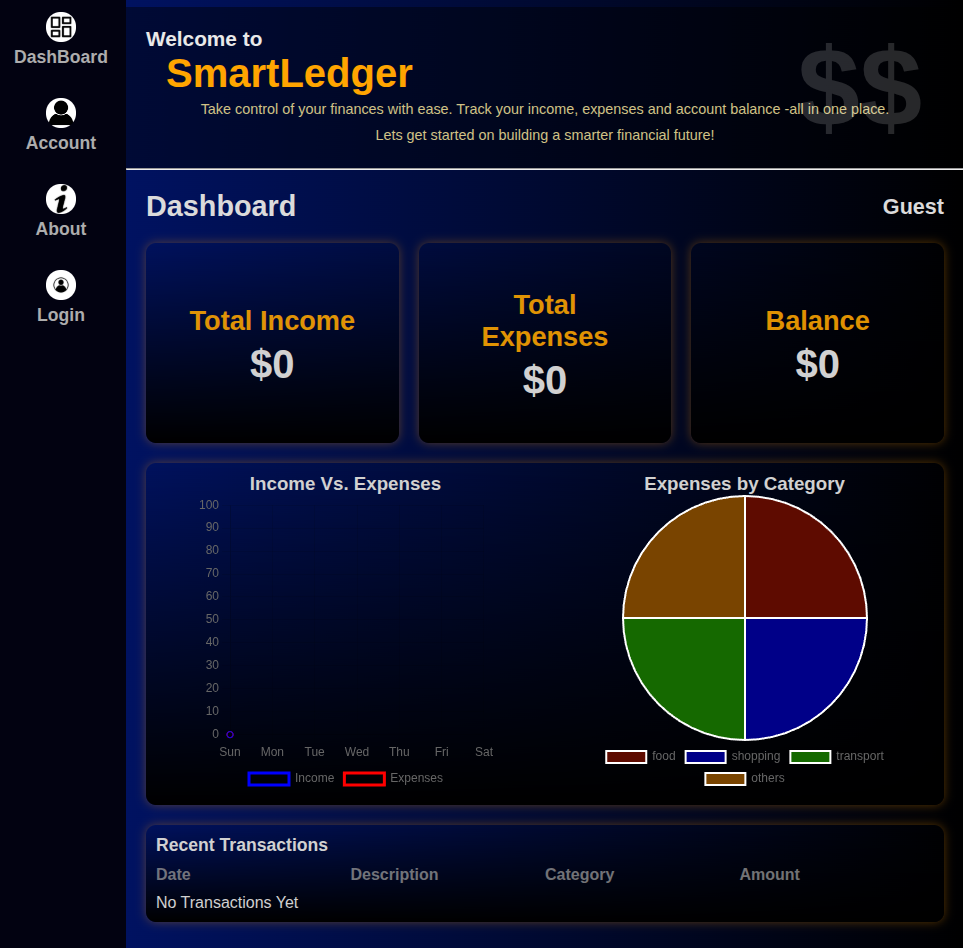 DashBoard
Account
About
Login
Welcome to
SmartLedger
$$
Take control of your finances with ease. Track your income, expenses and account balance -all in one place.
Lets get started on building a smarter financial future!
Dashboard
Guest
Total Income
$0
Total
Expenses
$0
Balance
$0
Income Vs. Expenses
100
90
80
70
60
50
40
30
20
10
0
Sun Mon Tue Wed Thu Fri Sat
Income Expenses
Expenses by Category
food shopping transport
others
Recent Transactions
Date Description Category Amount
No Transactions Yet